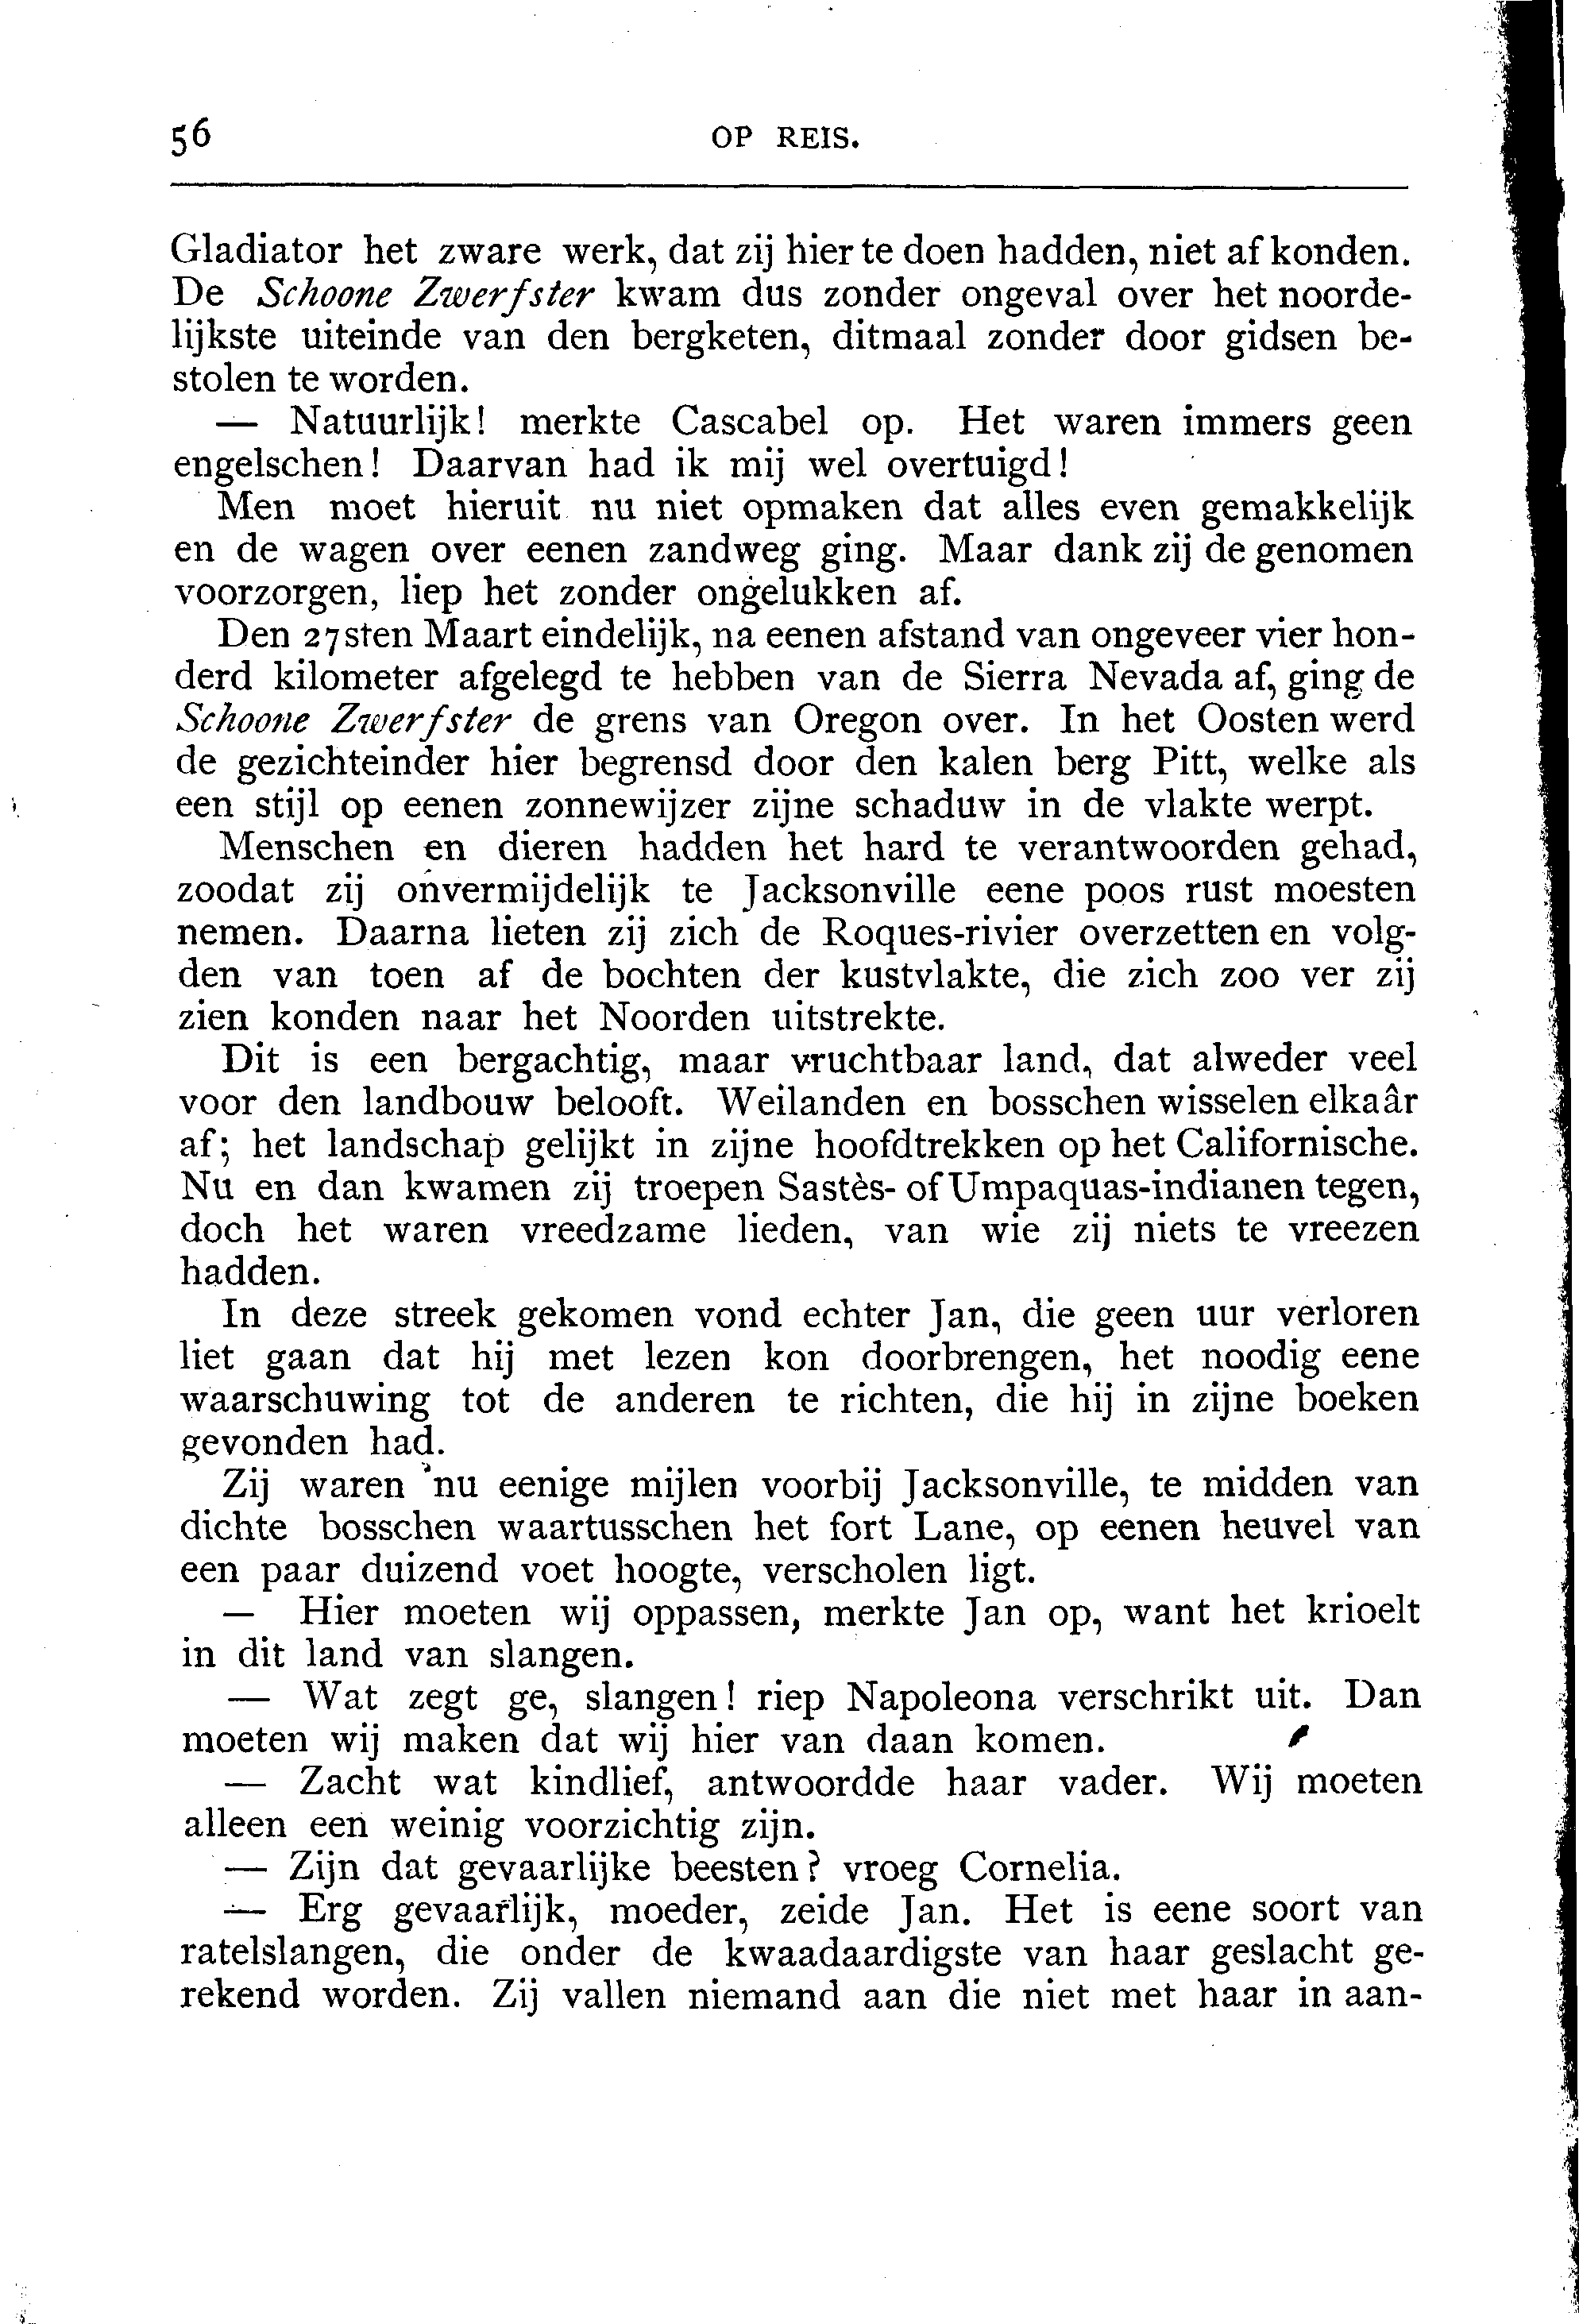 56 OP REIS.
Gladiator het zware werk, dat zij hier te doen hadden, niet af konden.
De Schoone Zwerfster kwam dus zonder ongeval over het noorde-
lijkste uiteinde van den bergketen, ditmaal zonder door gidsen be-
stolen te worden.
— Natuurlijk! merkte Cascabel op. Het waren immers geen
engelschen! Daarvan had ik mij wel overtuigd!
Men moet hieruit nu niet opmaken dat alles even gemakkelijk
en de wagen over eenen zandweg ging. Maar dank zij de genomen
voorzorgen, liep het zonder ongelukken af.
Den 27sten Maart eindelijk, na eenen afstand van ongeveer vier hon-
derd kilometer afgelegd te hebben van de Sierra Nevada af, ging de
Schoone Zwerfster de grens van Oregon over. In het Oosten werd
de gezichteinder hier begrensd door den kalen berg Pitt, welke als
een stijl op eenen zonnewijzer zijne schaduw in de vlakte werpt.
Menschen en dieren hadden het hard te verantwoorden gehad,
zoodat zij onvermijdelijk te Jacksonville eene poos rust moesten
nemen. Daarna lieten zij zich de Roques-rivier overzetten en volg-
den van toen af de bochten der kustvlakte, die zich zoo ver zij
zien konden naar het Noorden uitstrekte.
Dit is een bergachtig, maar vruchtbaar land, dat alweder veel
voor den landbouw belooft. Weilanden en bosschen wisselen elkaâr
af; het landschap gelijkt in zijne hoofdtrekken op het Californische.
Nu en dan kwamen zij troepen Sastès- of Umpaquas-indianen tegen,
doch het waren vreedzame lieden, van wie zij niets te vreezen
hadden.
In deze streek gekomen vond echter Jan, die geen uur verloren
liet gaan dat hij met lezen kon doorbrengen, het noodig eene
waarschuwing tot de anderen te richten, die hij in zijne boeken
gevonden had.
Zij waren nu eenige mijlen voorbij Jacksonville, te midden van
dichte bosschen waartusschen het fort Lane, op eenen heuvel van
een paar duizend voet hoogte, verscholen ligt.
— Hier moeten wij oppassen, merkte Jan op, want het krioelt
in dit land van slangen.
— Wat zegt ge, slangen! riep Napoleona verschrikt uit. Dan
moeten wij maken dat wij hier van daan komen.
— Zacht wat kindlief, antwoordde haar vader. Wij moeten
alleen een weinig voorzichtig zijn.
— Zijn dat gevaarlijke beesten? vroeg Cornelia.
— Erg gevaarlijk, moeder, zeide Jan. Het is eene soort van
ratelslangen, die onder de kwaadaardigste van haar geslacht ge-
rekend worden. Zij vallen niemand aan die niet met haar in aan-